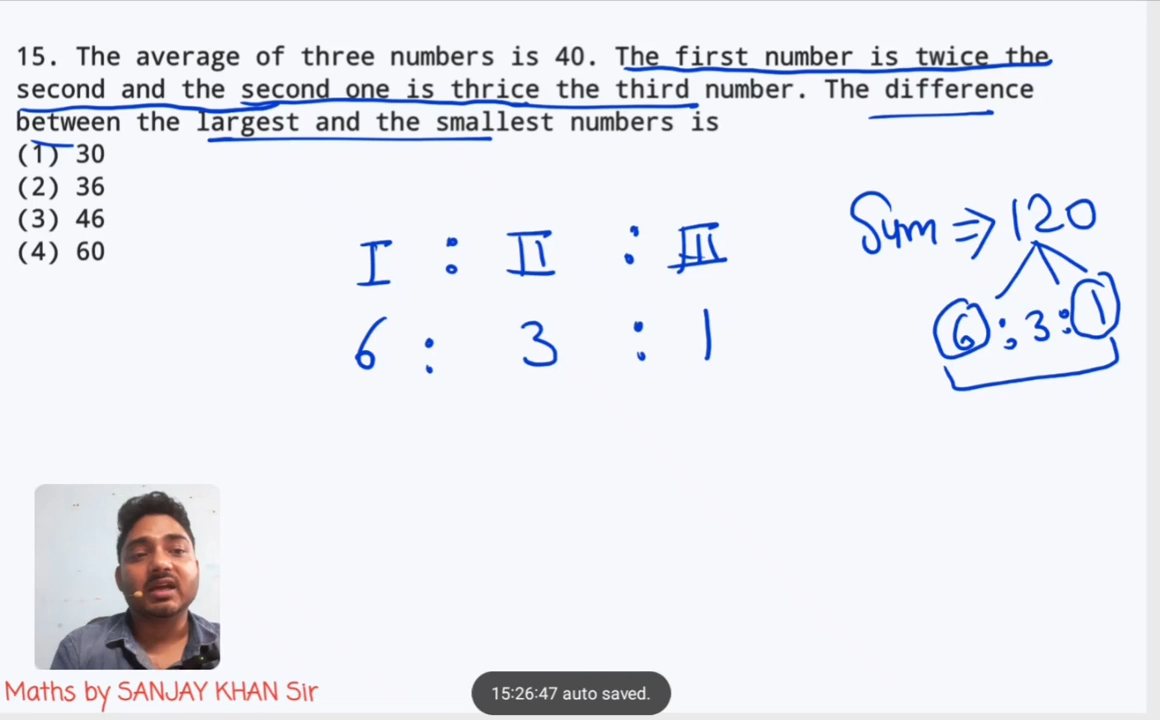 15. The average of three numbers is 40. The first number is twice the
second and the second one is thrice the third number. The difference
between the largest and the smallest numbers is
(1) 30
(2) 36
(3) 46
(4) 60
Sum ⇒ 120
I : II : III
6 : 3 : 1
6 : 3 : 1
Maths by SANJAY KHAN Sir
15:26:47 auto saved.